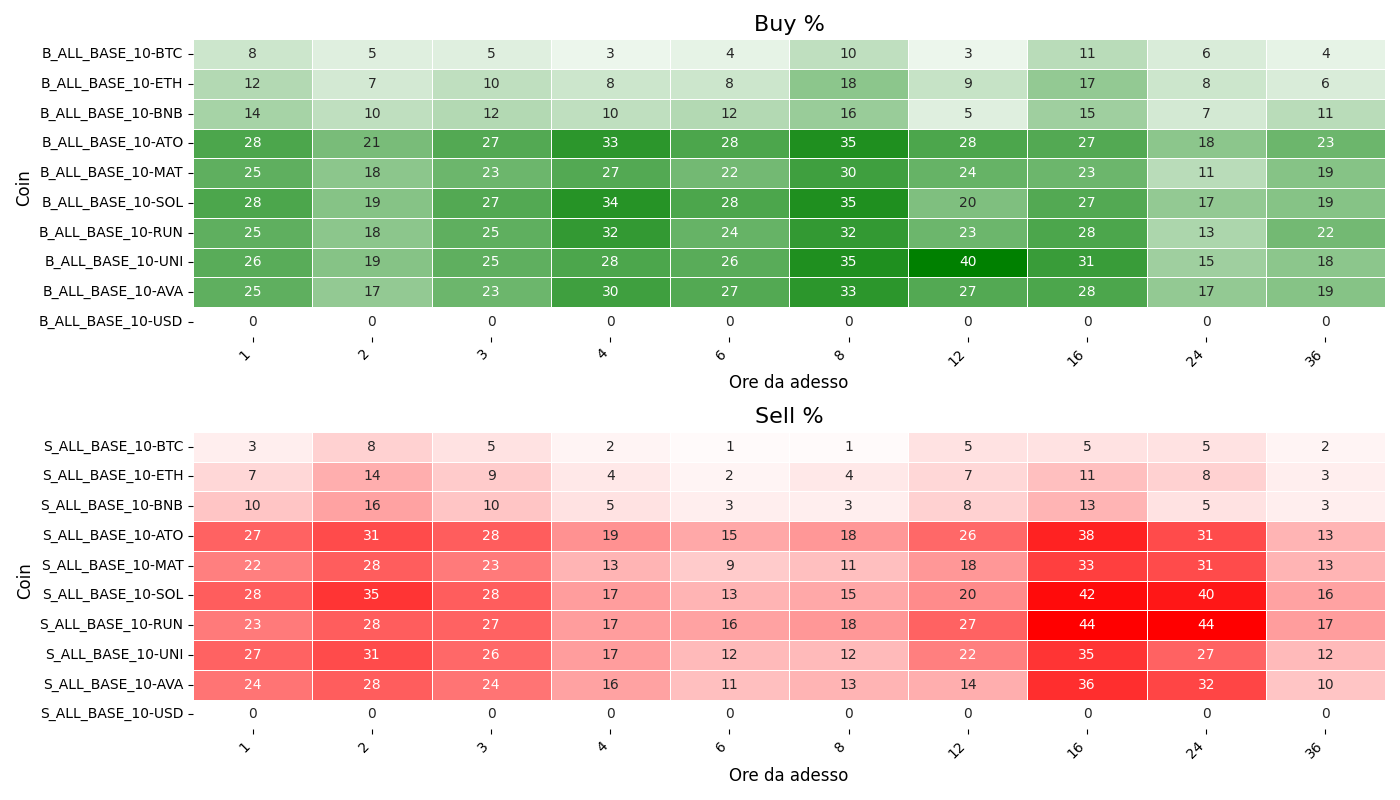 Buy %
Coin
B_ALL_BASE_10-BTC 8 5 5 3 4 10 3 11 6 4
B_ALL_BASE_10-ETH 12 7 10 8 8 18 9 17 8 6
B_ALL_BASE_10-BNB 14 10 12 10 12 16 5 15 7 11
B_ALL_BASE_10-ATO 28 21 27 33 28 35 28 27 18 23
B_ALL_BASE_10-MAT 25 18 23 27 22 30 24 23 11 19
B_ALL_BASE_10-SOL 28 19 27 34 28 35 20 27 17 19
B_ALL_BASE_10-RUN 25 18 25 32 24 32 23 28 13 22
B_ALL_BASE_10-UNI 26 19 25 28 26 35 40 31 15 18
B_ALL_BASE_10-AVA 25 17 23 30 27 33 27 28 17 19
B_ALL_BASE_10-USD 0 0 0 0 0 0 0 0 0 0
1 2 3 4 6 8 12 16 24 36
Ore da adesso
Sell %
Coin
S_ALL_BASE_10-BTC 3 8 5 2 1 1 5 5 5 2
S_ALL_BASE_10-ETH 7 14 9 4 2 4 7 11 8 3
S_ALL_BASE_10-BNB 10 16 10 5 3 3 8 13 5 3
S_ALL_BASE_10-ATO 27 31 28 19 15 18 26 38 31 13
S_ALL_BASE_10-MAT 22 28 23 13 9 11 18 33 31 13
S_ALL_BASE_10-SOL 28 35 28 17 13 15 20 42 40 16
S_ALL_BASE_10-RUN 23 28 27 17 16 18 27 44 44 17
S_ALL_BASE_10-UNI 27 31 26 17 12 12 22 35 27 12
S_ALL_BASE_10-AVA 24 28 24 16 11 13 14 36 32 10
S_ALL_BASE_10-USD 0 0 0 0 0 0 0 0 0 0
1 2 3 4 6 8 12 16 24 36
Ore da adesso